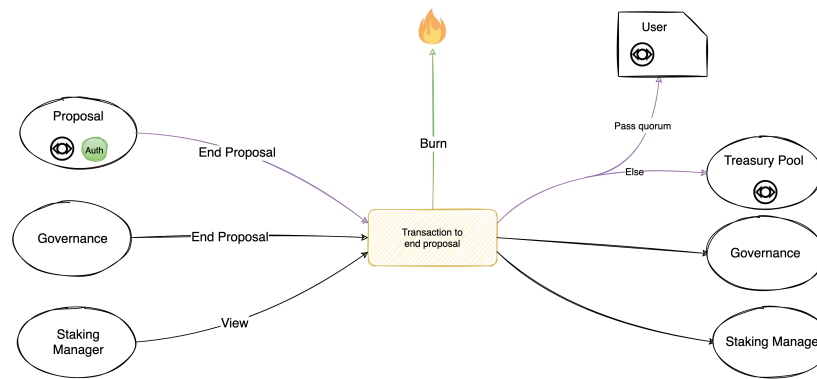 User
Proposal
Auth
End Proposal
Burn
Pass quorum
Else
Treasury Pool
Governance
End Proposal
Transaction to
end proposal
Governance
Staking
Manager
View
Staking Manage